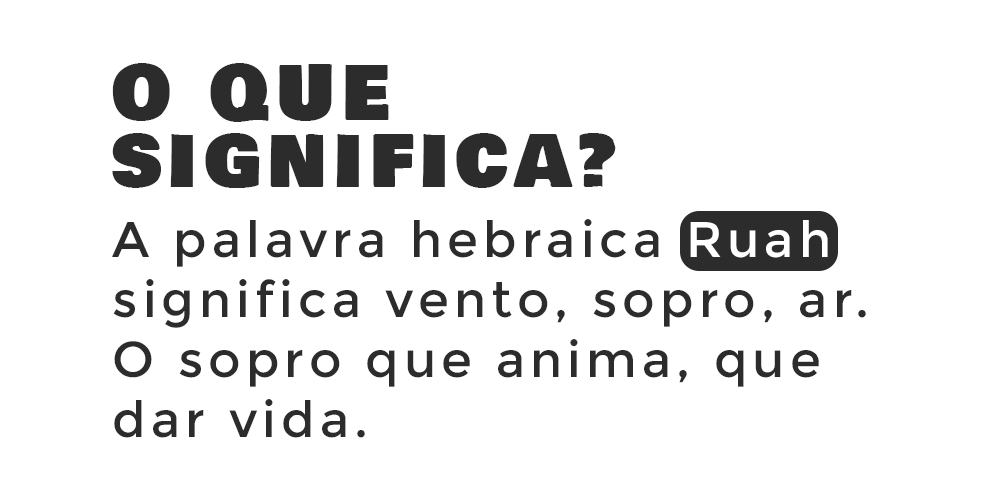 O QUE
SIGNIFICA?
A palavra hebraica Ruah
significa vento, sopro, ar.
O sopro que anima, que
dar vida.